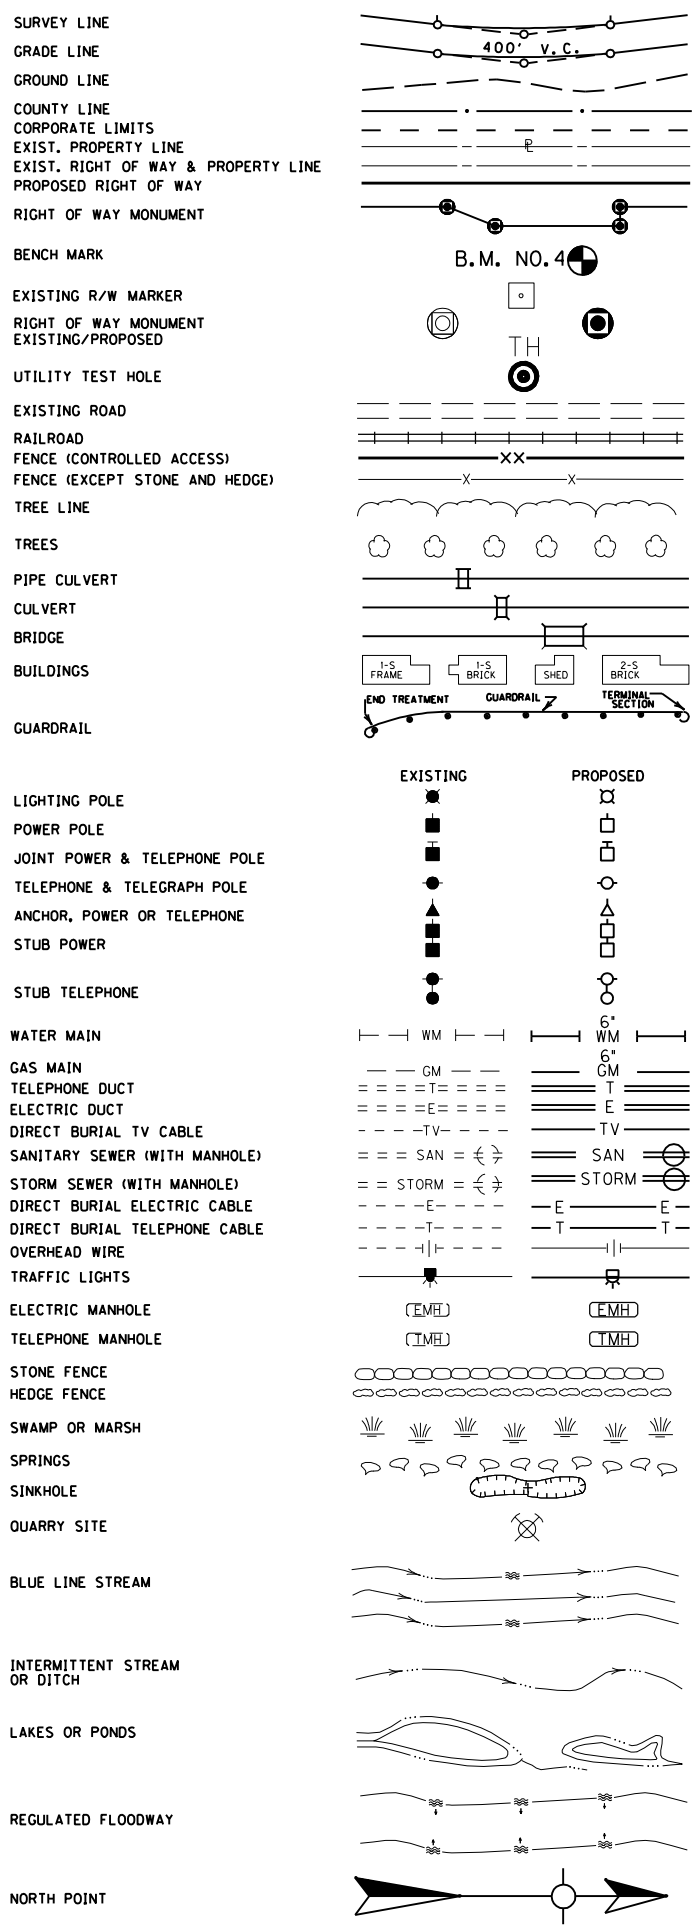 SURVEY LINE
GRADE LINE
400' V.C.
GROUND LINE
COUNTY LINE
CORPORATE LIMITS
EXIST. PROPERTY LINE
PL
EXIST. RIGHT OF WAY & PROPERTY LINE
PROPOSED RIGHT OF WAY
RIGHT OF WAY MONUMENT
BENCH MARK
B.M. NO.4
EXISTING R/W MARKER
RIGHT OF WAY MONUMENT
EXISTING/PROPOSED
TH
UTILITY TEST HOLE
EXISTING ROAD
RAILROAD
FENCE (CONTROLLED ACCESS)
XX
FENCE (EXCEPT STONE AND HEDGE)
X X
TREE LINE
TREES
PIPE CULVERT
CULVERT
BRIDGE
BUILDINGS
1-S FRAME
1-S BRICK
SHED
2-S BRICK
END TREATMENT
GUARDRAIL
TERMINAL SECTION
GUARDRAIL
EXISTING PROPOSED
LIGHTING POLE
POWER POLE
JOINT POWER & TELEPHONE POLE
TELEPHONE & TELEGRAPH POLE
ANCHOR, POWER OR TELEPHONE
STUB POWER
STUB TELEPHONE
6"
WATER MAIN WM WM
6"
GAS MAIN GM GM
TELEPHONE DUCT T T
ELECTRIC DUCT E E
DIRECT BURIAL TV CABLE TV TV
SANITARY SEWER (WITH MANHOLE) SAN SAN
STORM SEWER (WITH MANHOLE) STORM STORM
DIRECT BURIAL ELECTRIC CABLE E E E
DIRECT BURIAL TELEPHONE CABLE T T T
OVERHEAD WIRE
TRAFFIC LIGHTS
ELECTRIC MANHOLE EMH EMH
TELEPHONE MANHOLE TMH TMH
STONE FENCE
HEDGE FENCE
SWAMP OR MARSH
SPRINGS
SINKHOLE
QUARRY SITE
BLUE LINE STREAM
INTERMITTENT STREAM
OR DITCH
LAKES OR PONDS
REGULATED FLOODWAY
NORTH POINT